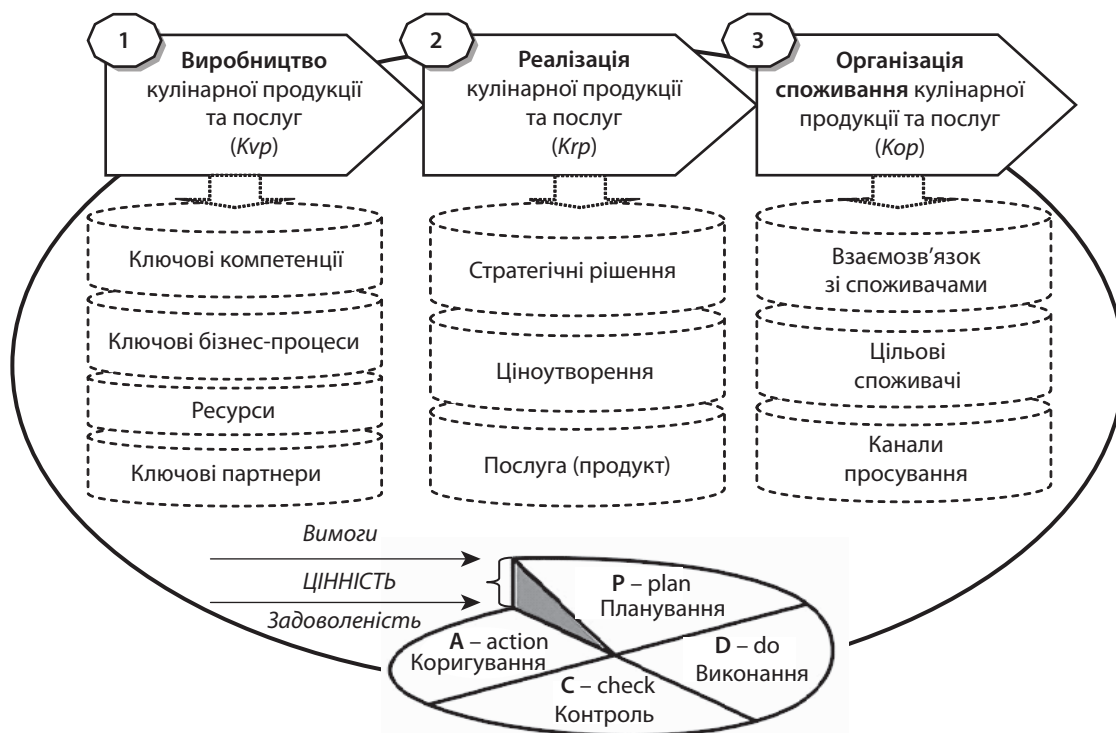 1
Виробництво
кулінарної продукції
та послуг
(Kvp)
2
Реалізація
кулінарної продукції
та послуг
(Krp)
3
Організація
споживання кулінарної
продукції та послуг
(Kop)
Ключові компетенції
Ключові бізнес-процеси
Ресурси
Ключові партнери
Стратегічні рішення
Ціноутворення
Послуга (продукт)
Взаємозв'язок
зі споживачами
Цільові
споживачі
Канали
просування
Вимоги
ЦІННІСТЬ
Задоволеність
P – plan
Планування
D – do
Виконання
C – check
Контроль
A – action
Коригування